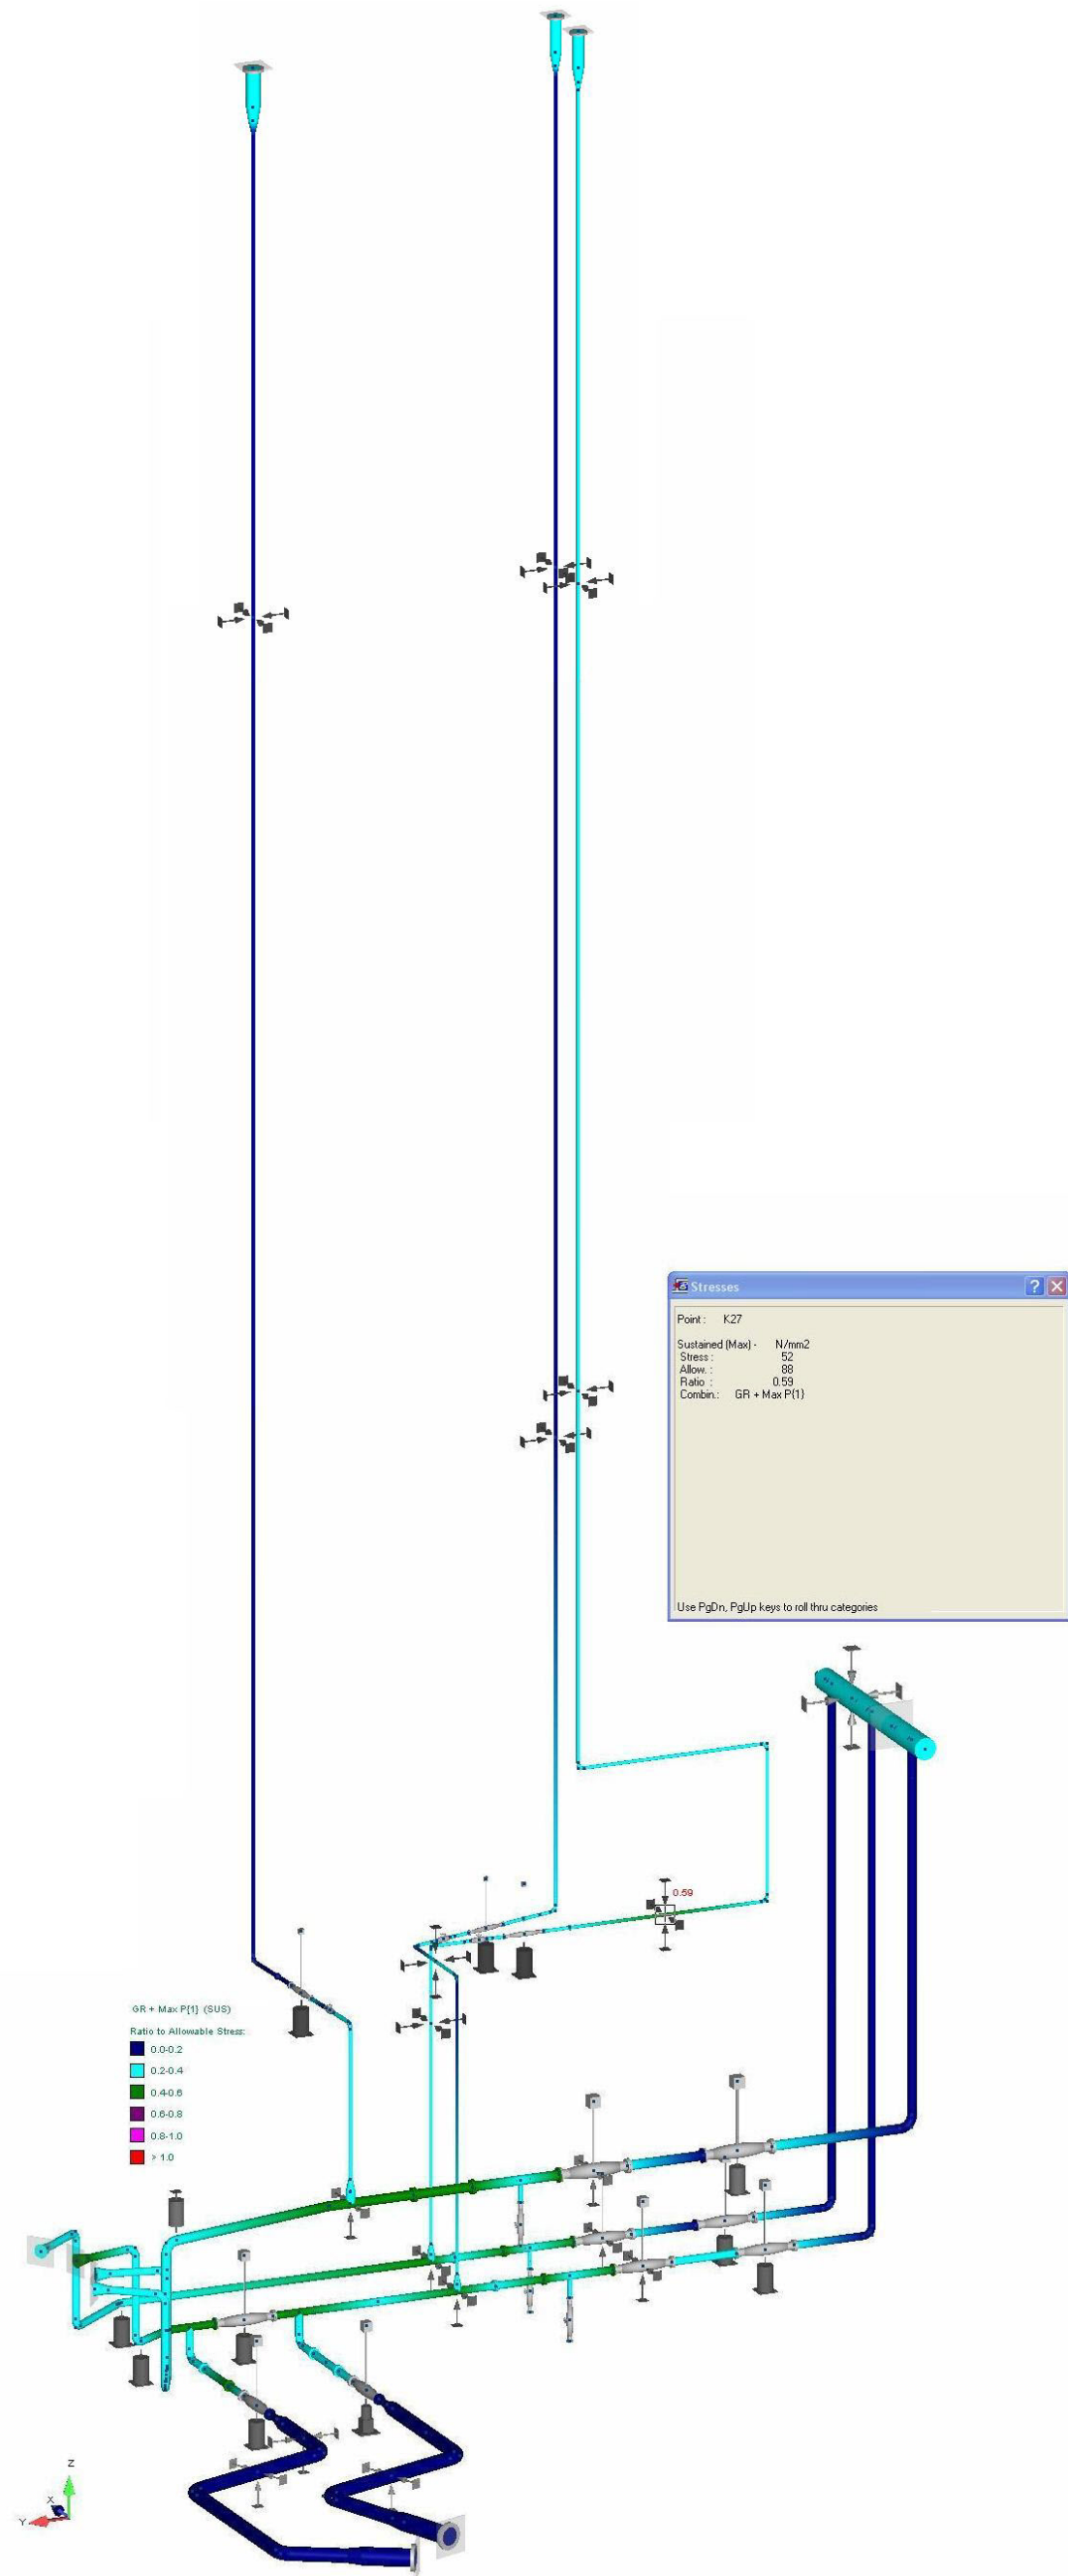 Stresses
Point : K27
Sustained (Max) - N/mm2
Stress : 52
Allow. : 88
Ratio : 0.59
Combin.: GR + Max P(1)
Use PgDn, PgUp keys to roll thru categories
0.59
GR + Max P[1] (SUS)
Ratio to Allowable Stress:
0.0-0.2
0.2-0.4
0.4-0.6
0.6-0.8
0.8-1.0
> 1.0
Z
X
Y